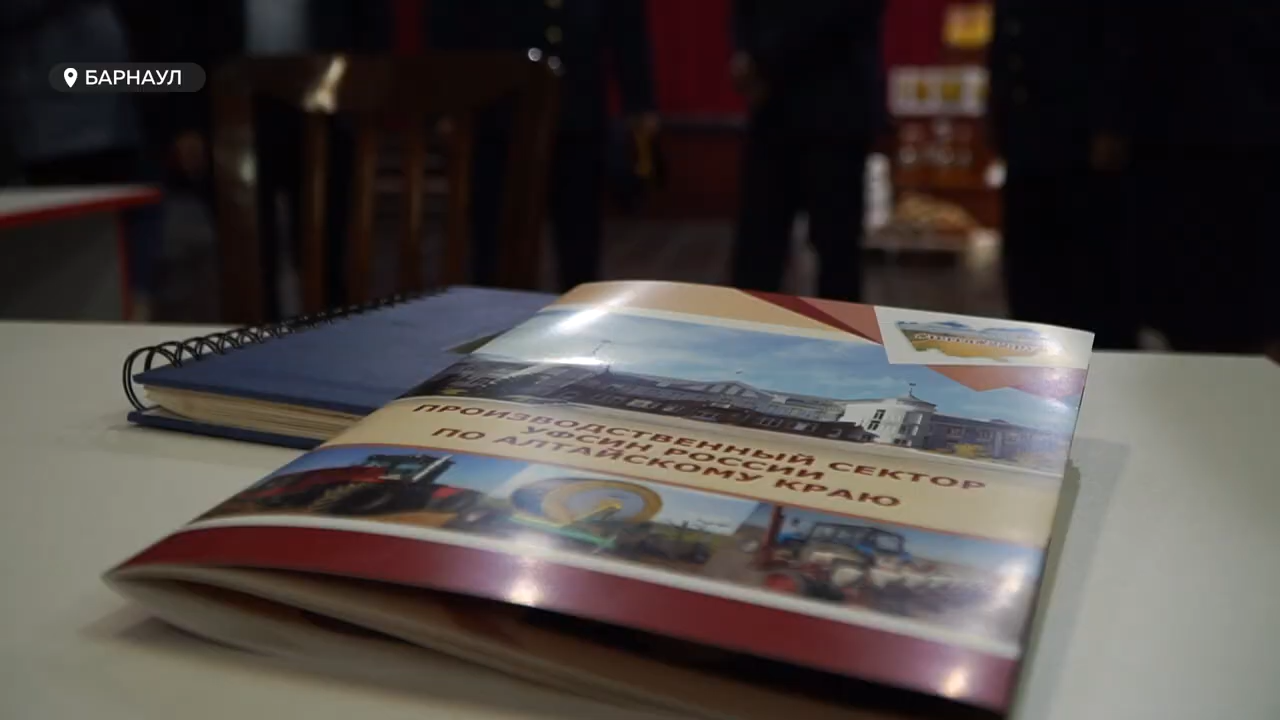 БАРНАУЛ
ПРОИЗВОДСТВЕННЫЙ СЕКТОР
УФСИН РОССИИ
ПО АЛТАЙСКОМУ КРАЮ